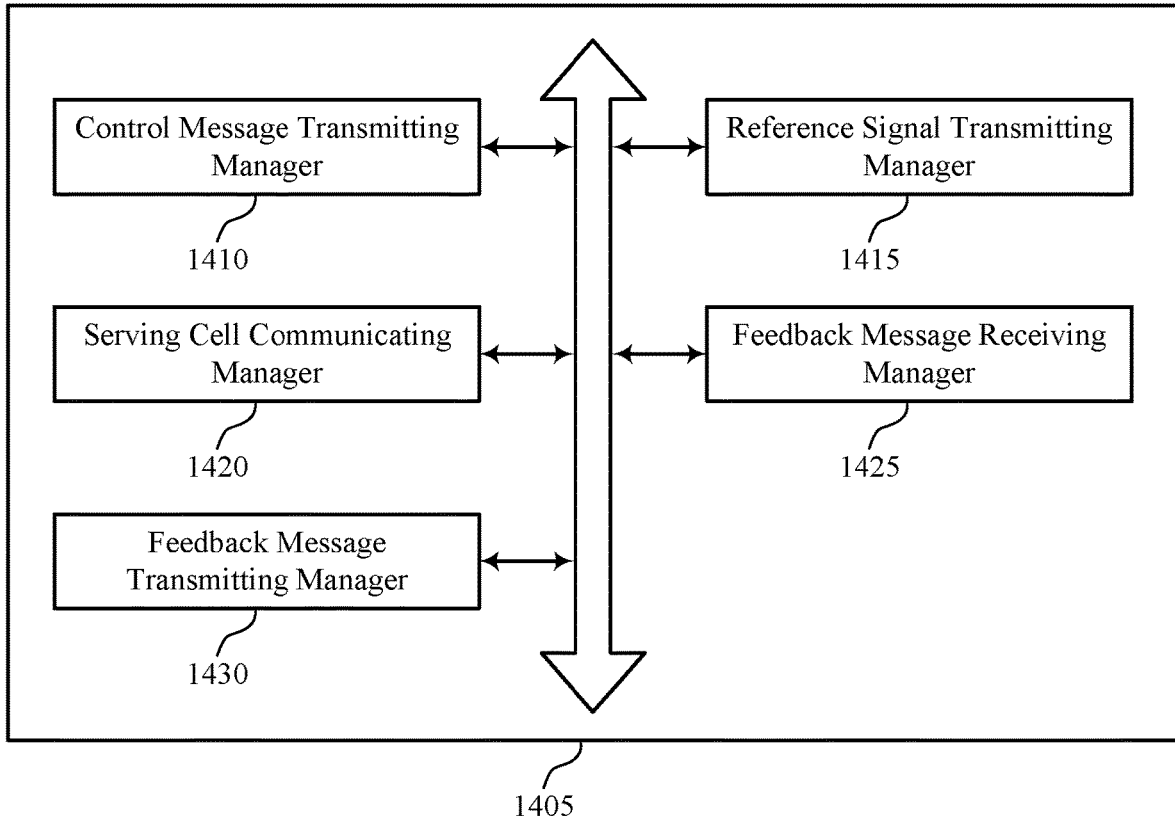 Control Message Transmitting
Manager
1410
Reference Signal Transmitting
Manager
1415
Serving Cell Communicating
Manager
1420
Feedback Message Receiving
Manager
1425
Feedback Message
Transmitting Manager
1430
1405